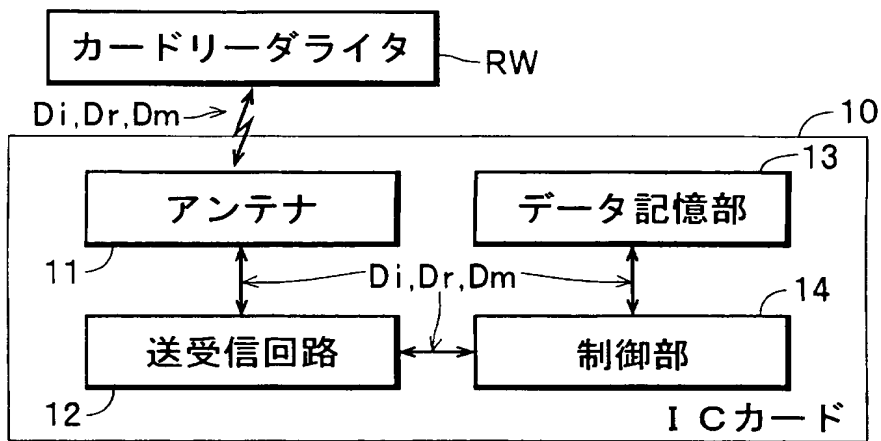 カードリーダライタ
RW
Di,Dr,Dm
10
13
アンテナ
データ記憶部
11
Di,Dr,Dm
14
送受信回路
制御部
12
ICカード